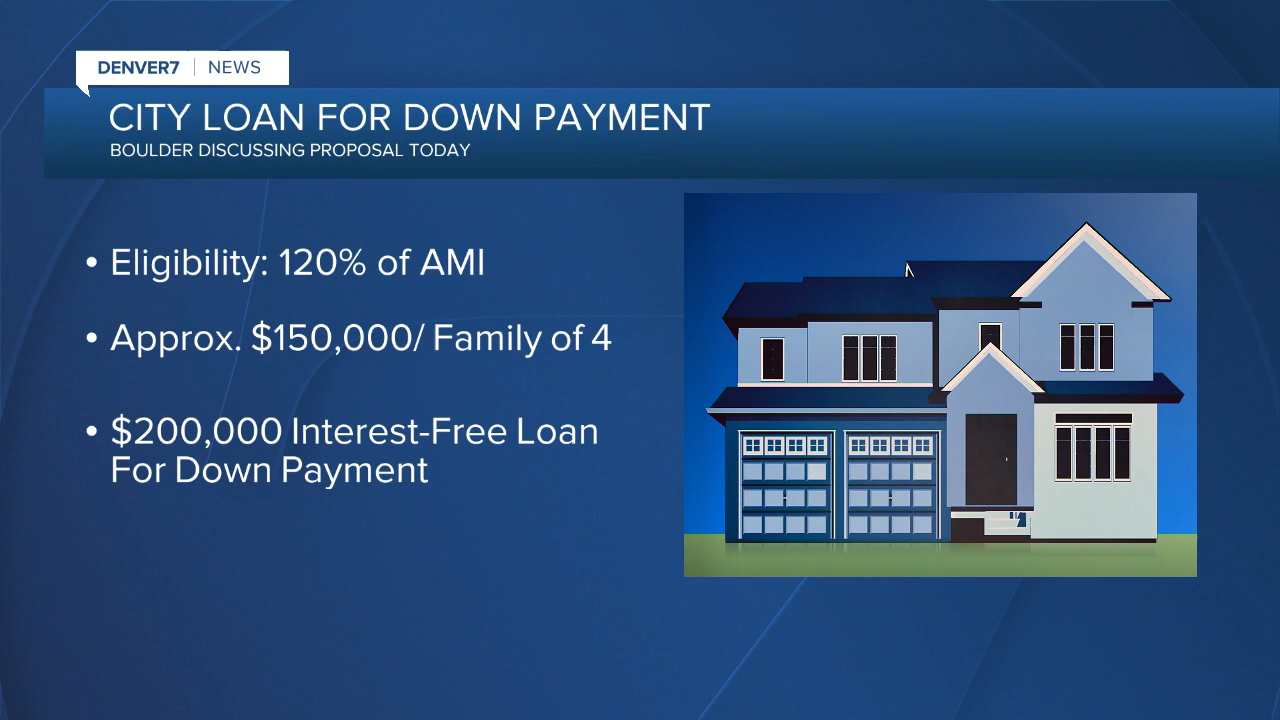 DENVER7 | NEWS
CITY LOAN FOR DOWN PAYMENT
BOULDER DISCUSSING PROPOSAL TODAY
• Eligibility: 120% of AMI
• Approx. $150,000/ Family of 4
• $200,000 Interest-Free Loan
For Down Payment